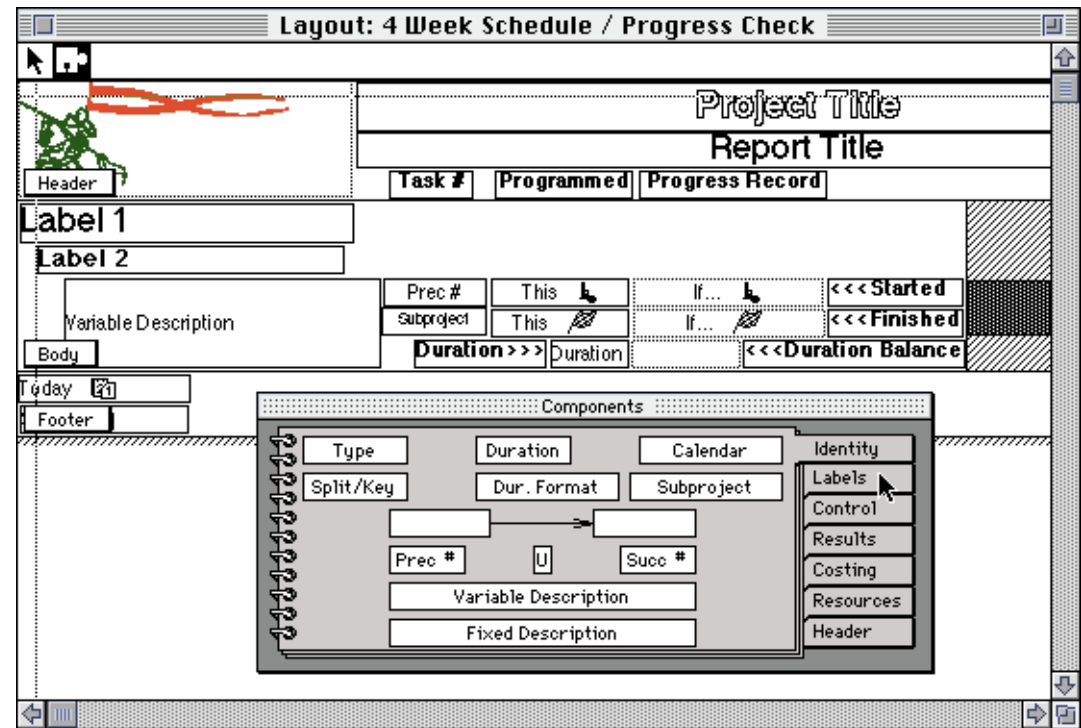 Layout: 4 Week Schedule / Progress Check
Project Title
Report Title
Header
Task # Programmed Progress Record
Label 1
Label 2
Prec # This If... <<<Started
Variable Description
Subproject This If... <<<Finished
Body
Duration>>> Duration <<<Duration Balance
Today 21
Footer
Components
Type Duration Calendar Identity
Split/Key Dur. Format Subproject Labels
Control
Results
Prec # U Succ #
Costing
Variable Description Resources
Fixed Description Header